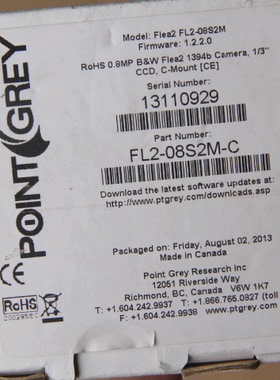 Model: Flea2 FL2-08S2M
Firmware: 1.2.2.0
RoHS 0.8MP B&W Flea2 1394b Camera, 1/3"
CCD, C-Mount [CE]
Serial Number:
13110929
Part Number:
FL2-08S2M-C
Download the latest software updates at
http://www.ptgrey.com/downloads.asp
Packaged on: Friday, August 02, 2013
Made in Canada
Point Grey Research Inc
12051 Riverside Way
Richmond, BC, Canada V6W 1K7
T: +1.604.242.9937 T: +1.866.765.0827 (toll
F: +1.604.242.9938 www.ptgrey.com
POINT GREY
CE
RoHS
2002/95/EC